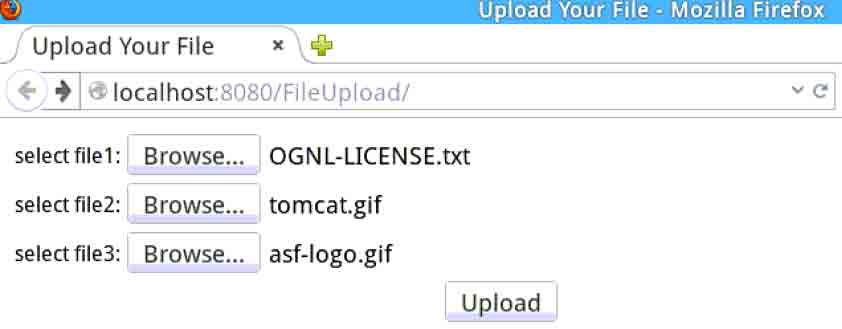 Upload Your File - Mozilla Firefox
Upload Your File
localhost:8080/FileUpload/
select file1: Browse... OGNL-LICENSE.txt
select file2: Browse... tomcat.gif
select file3: Browse... asf-logo.gif
Upload